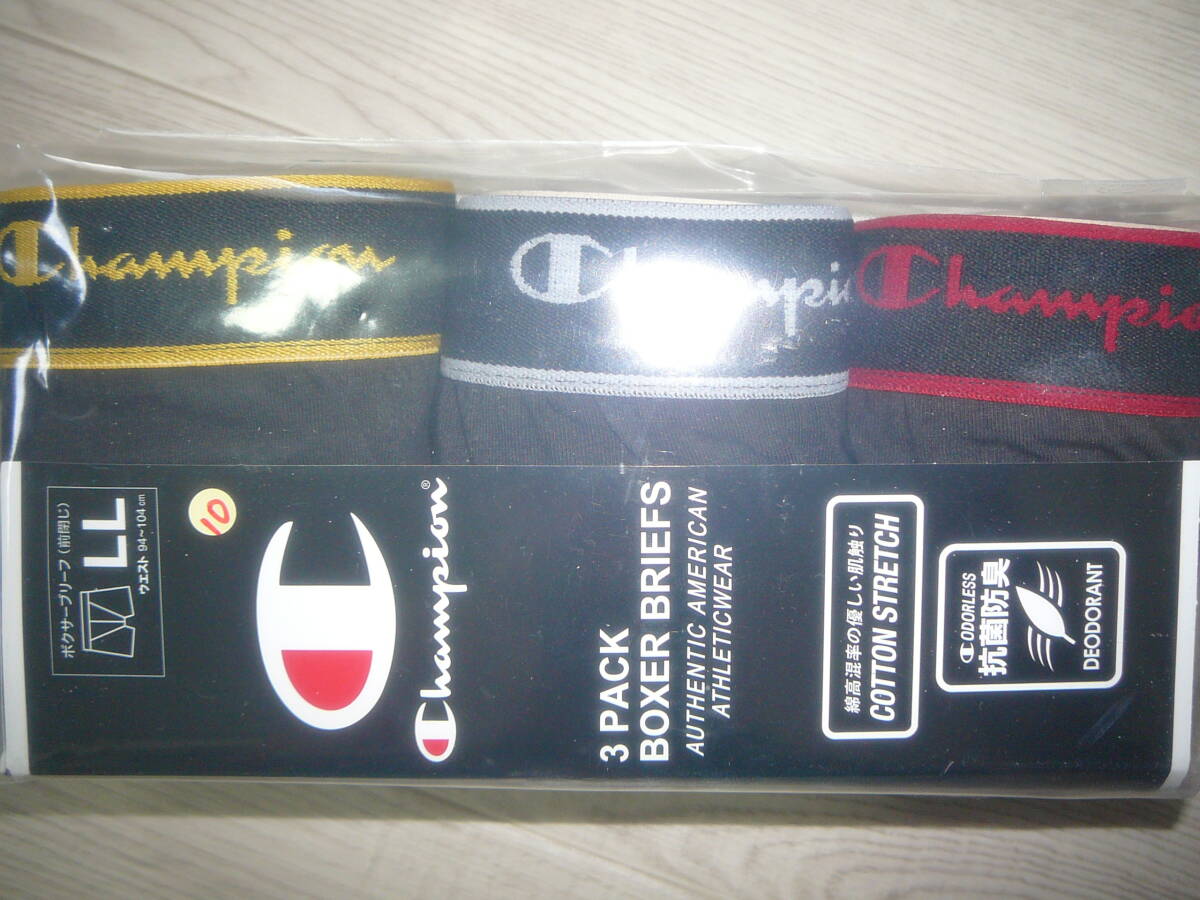 Champion
Champi
Champio
ボクサーブリーフ（前閉じ）
LL
ウエスト 94～104cm
10
Champion®
3 PACK
BOXER BRIEFS
AUTHENTIC AMERICAN
ATHLETICWEAR
綿高混率の優しい肌触り
COTTON STRETCH
ODORLESS
抗菌防臭
DEODORANT